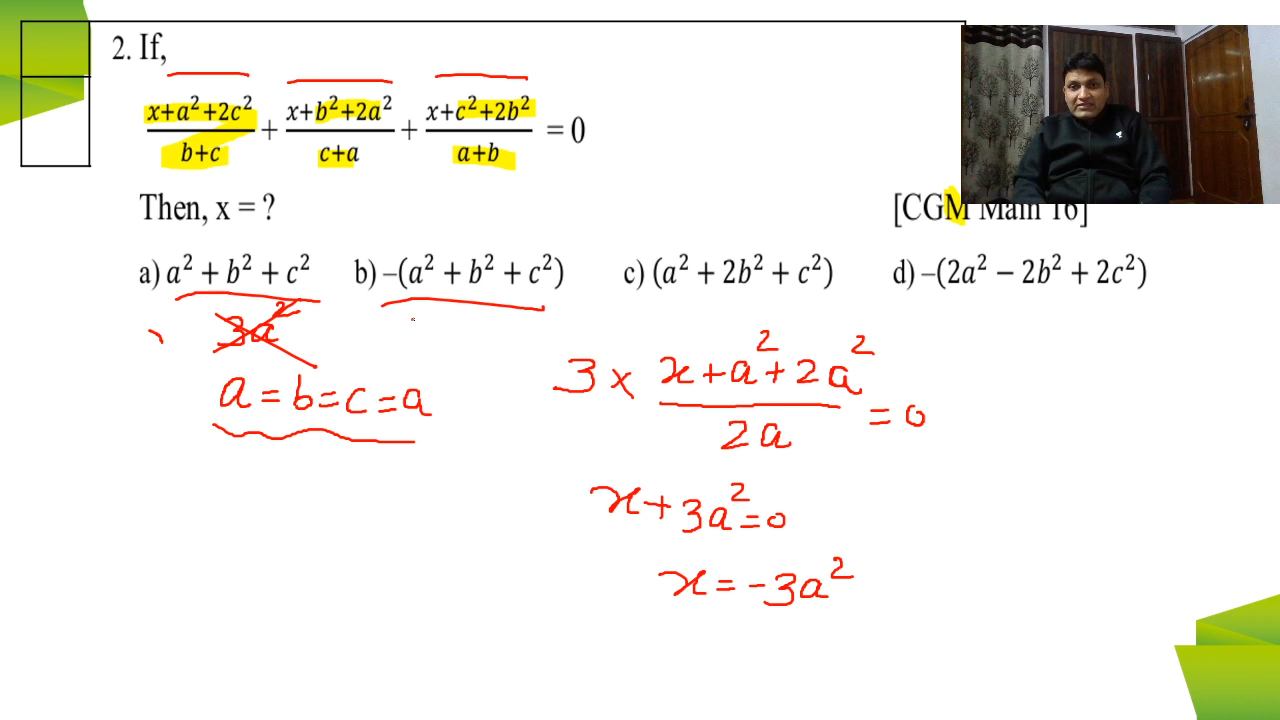 2. If,
x+a²+2c²/b+c + x+b²+2a²/c+a + x+c²+2b²/a+b = 0
Then, x = ?
[CGM Main 16]
a) a² + b² + c² b) –(a² + b² + c²) c) (a² + 2b² + c²) d) –(2a² − 2b² + 2c²)
3a²
a = b = c = a
3 × x + a² + 2a²/2a = 0
x + 3a² = 0
x = -3a²